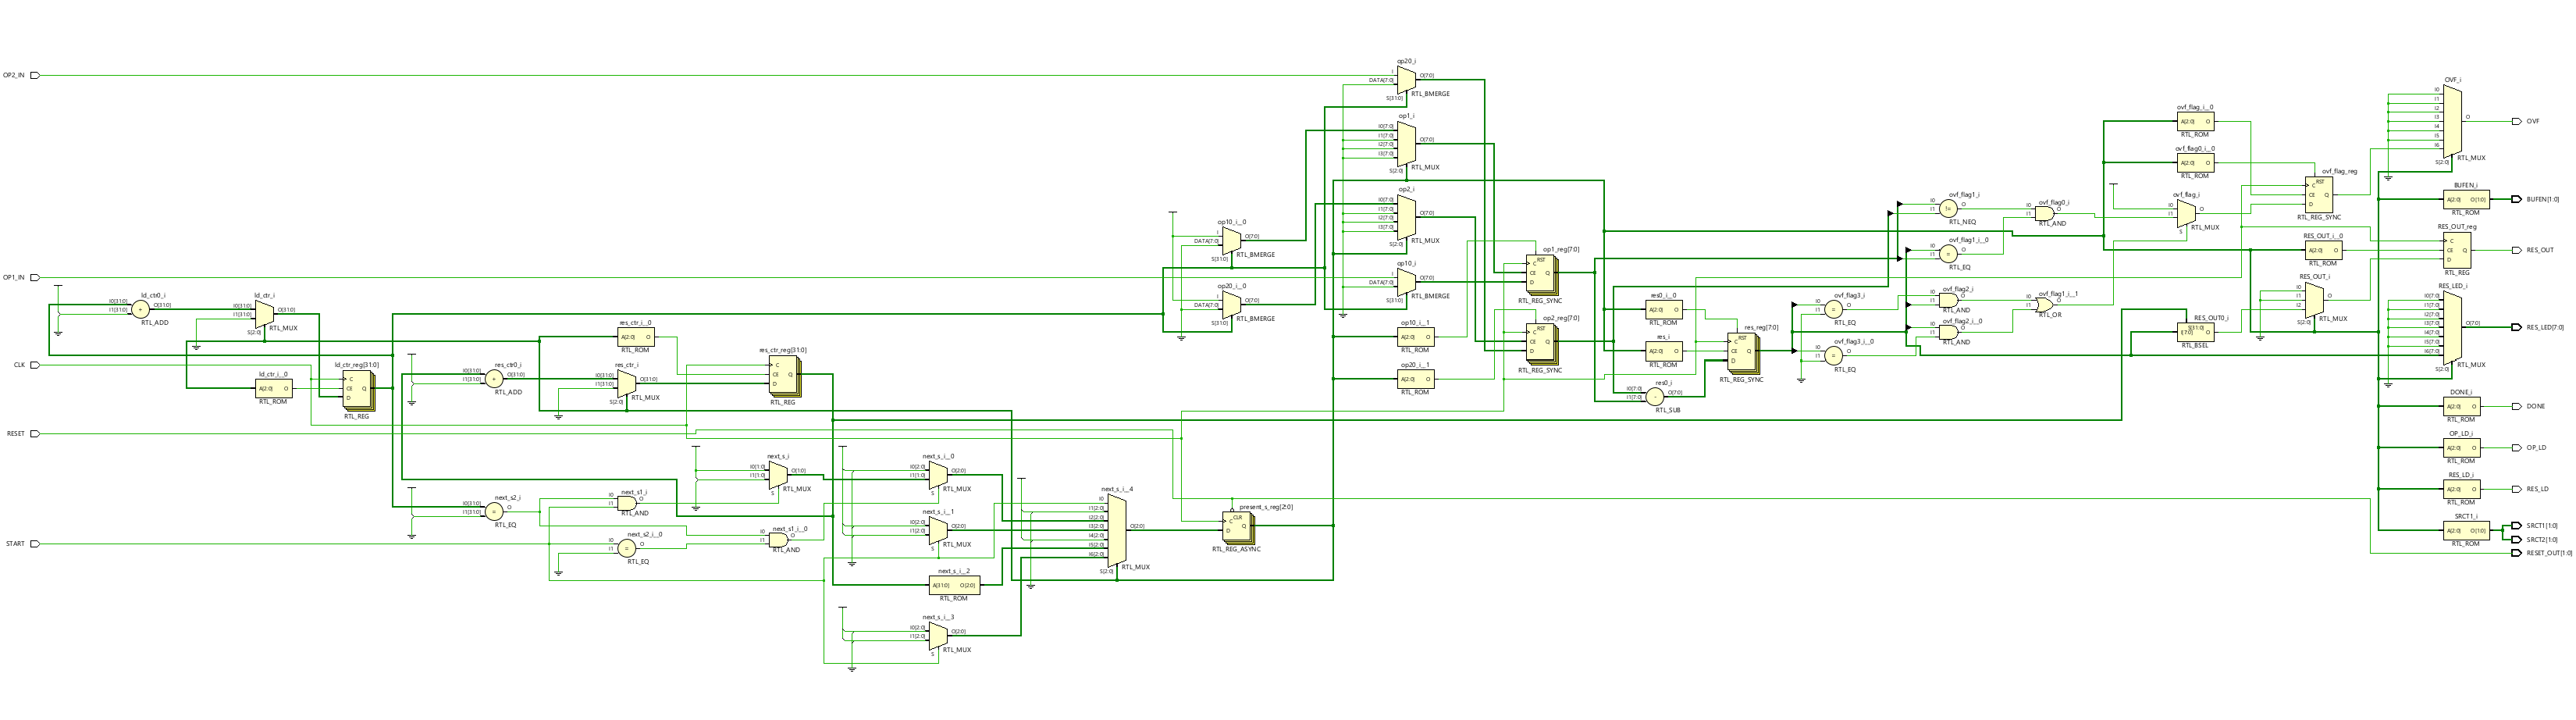 OP2_IN
OP1_IN
CLK
RESET
START
ld_ctr0_i
I0[31:0]
I1[31:0]
O[31:0]
+
RTL_ADD
ld_ctr_i
I0[31:0]
I1[31:0]
O[31:0]
S[2:0]
RTL_MUX
ld_ctr_i__0
A[2:0] O
RTL_ROM
ld_ctr_reg[31:0]
C
CE Q
D
RTL_REG
res_ctr0_i
I0[31:0]
I1[31:0]
O[31:0]
+
RTL_ADD
res_ctr_i__0
A[2:0] O
RTL_ROM
res_ctr_i
I0[31:0]
I1[31:0]
O[31:0]
S[2:0]
RTL_MUX
res_ctr_reg[31:0]
C
CE Q
D
RTL_REG
next_s2_i
I0[31:0]
I1[31:0]
O
=
RTL_EQ
next_s1_i
I0
I1
O
RTL_AND
next_s2_i__0
I0
I1
O
=
RTL_EQ
next_s_i
I0[1:0]
I1[1:0]
O[1:0]
S
RTL_MUX
next_s1_i__0
I0
I1
O
RTL_AND
next_s_i__0
I0[2:0]
I1[1:0]
O[2:0]
S
RTL_MUX
next_s_i__1
I0[2:0]
I1[2:0]
O[2:0]
S
RTL_MUX
next_s_i__2
A[31:0] O[2:0]
RTL_ROM
next_s_i__3
I0[2:0]
I1[2:0]
O[2:0]
S
RTL_MUX
next_s_i__4
I0
I1[2:0]
I2[2:0]
I3[2:0]
I4[2:0]
I5[2:0]
I6[2:0]
O[2:0]
S[2:0]
RTL_MUX
present_s_reg[2:0]
CLR
C
Q
D
RTL_REG_ASYNC
op10_i__0
I
DATA[7:0]
O[7:0]
S[31:0]
RTL_BMERGE
op20_i__0
I
DATA[7:0]
O[7:0]
S[31:0]
RTL_BMERGE
op20_i
I
DATA[7:0]
O[7:0]
S[31:0]
RTL_BMERGE
op1_i
I0[7:0]
I1[7:0]
I2[7:0]
I3[7:0]
O[7:0]
S[2:0]
RTL_MUX
op2_i
I0[7:0]
I1[7:0]
I2[7:0]
I3[7:0]
O[7:0]
S[2:0]
RTL_MUX
op10_i
I
DATA[7:0]
O[7:0]
S[31:0]
RTL_BMERGE
op10_i__1
A[2:0] O
RTL_ROM
op20_i__1
A[2:0] O
RTL_ROM
op1_reg[7:0]
RST
C
CE Q
D
RTL_REG_SYNC
op2_reg[7:0]
RST
C
CE Q
D
RTL_REG_SYNC
res0_i__0
A[2:0] O
RTL_ROM
res_i
A[2:0] O
RTL_ROM
res0_i
I0[7:0]
I1[7:0]
O[7:0]
-
RTL_SUB
res_reg[7:0]
RST
C
CE Q
D
RTL_REG_SYNC
ovf_flag3_i
I0
I1
O
=
RTL_EQ
ovf_flag3_i__0
I0
I1
O
=
RTL_EQ
ovf_flag1_i
I0
I1
O
!=
RTL_NEQ
ovf_flag1_i__0
I0
I1
O
=
RTL_EQ
ovf_flag2_i
I0
I1
O
RTL_AND
ovf_flag2_i__0
I0
I1
O
RTL_AND
ovf_flag0_i
I0
I1
O
RTL_AND
ovf_flag1_i__1
I0
I1
O
RTL_OR
ovf_flag_i__0
A[2:0] O
RTL_ROM
ovf_flag0_i__0
A[2:0] O
RTL_ROM
ovf_flag_i
I0
I1
O
S
RTL_MUX
RES_OUT0_i
S[31:0]
I[7:0] O
RTL_BSEL
ovf_flag_reg
RST
C
CE Q
D
RTL_REG_SYNC
RES_OUT_i__0
A[2:0] O
RTL_ROM
RES_OUT_i
I0
I1
I2
O
S[2:0]
RTL_MUX
OVF_i
I0
I1
I2
I3
I4
I5
I6
O
S[2:0]
RTL_MUX
BUFEN_i
A[2:0] O[1:0]
RTL_ROM
RES_OUT_reg
C
CE Q
D
RTL_REG
RES_LED_i
I0[7:0]
I1[7:0]
I2[7:0]
I3[7:0]
I4[7:0]
I5[7:0]
I6[7:0]
O[7:0]
S[2:0]
RTL_MUX
DONE_i
A[2:0] O
RTL_ROM
OP_LD_i
A[2:0] O
RTL_ROM
RES_LD_i
A[2:0] O
RTL_ROM
SRCT1_i
A[2:0] O[1:0]
RTL_ROM
OVF
BUFEN[1:0]
RES_OUT
RES_LED[7:0]
DONE
OP_LD
RES_LD
SRCT1[1:0]
SRCT2[1:0]
RESET_OUT[1:0]